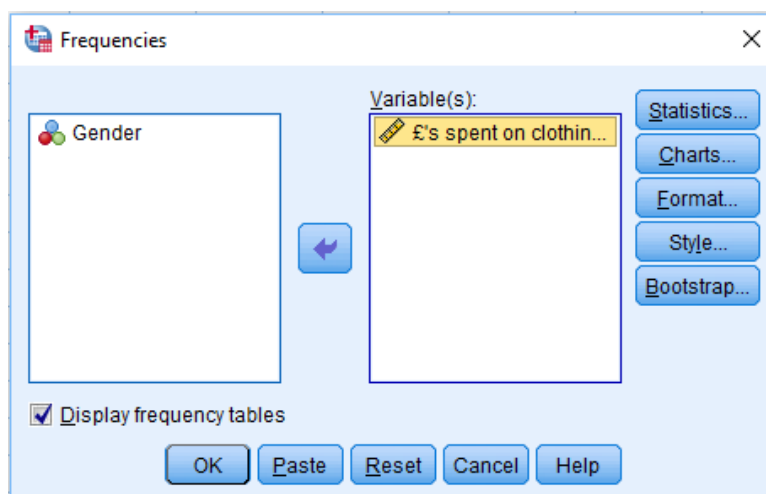 Frequencies
Variable(s):
Gender
£'s spent on clothin...
Statistics...
Charts...
Format...
Style...
Bootstrap...
Display frequency tables
OK Paste Reset Cancel Help